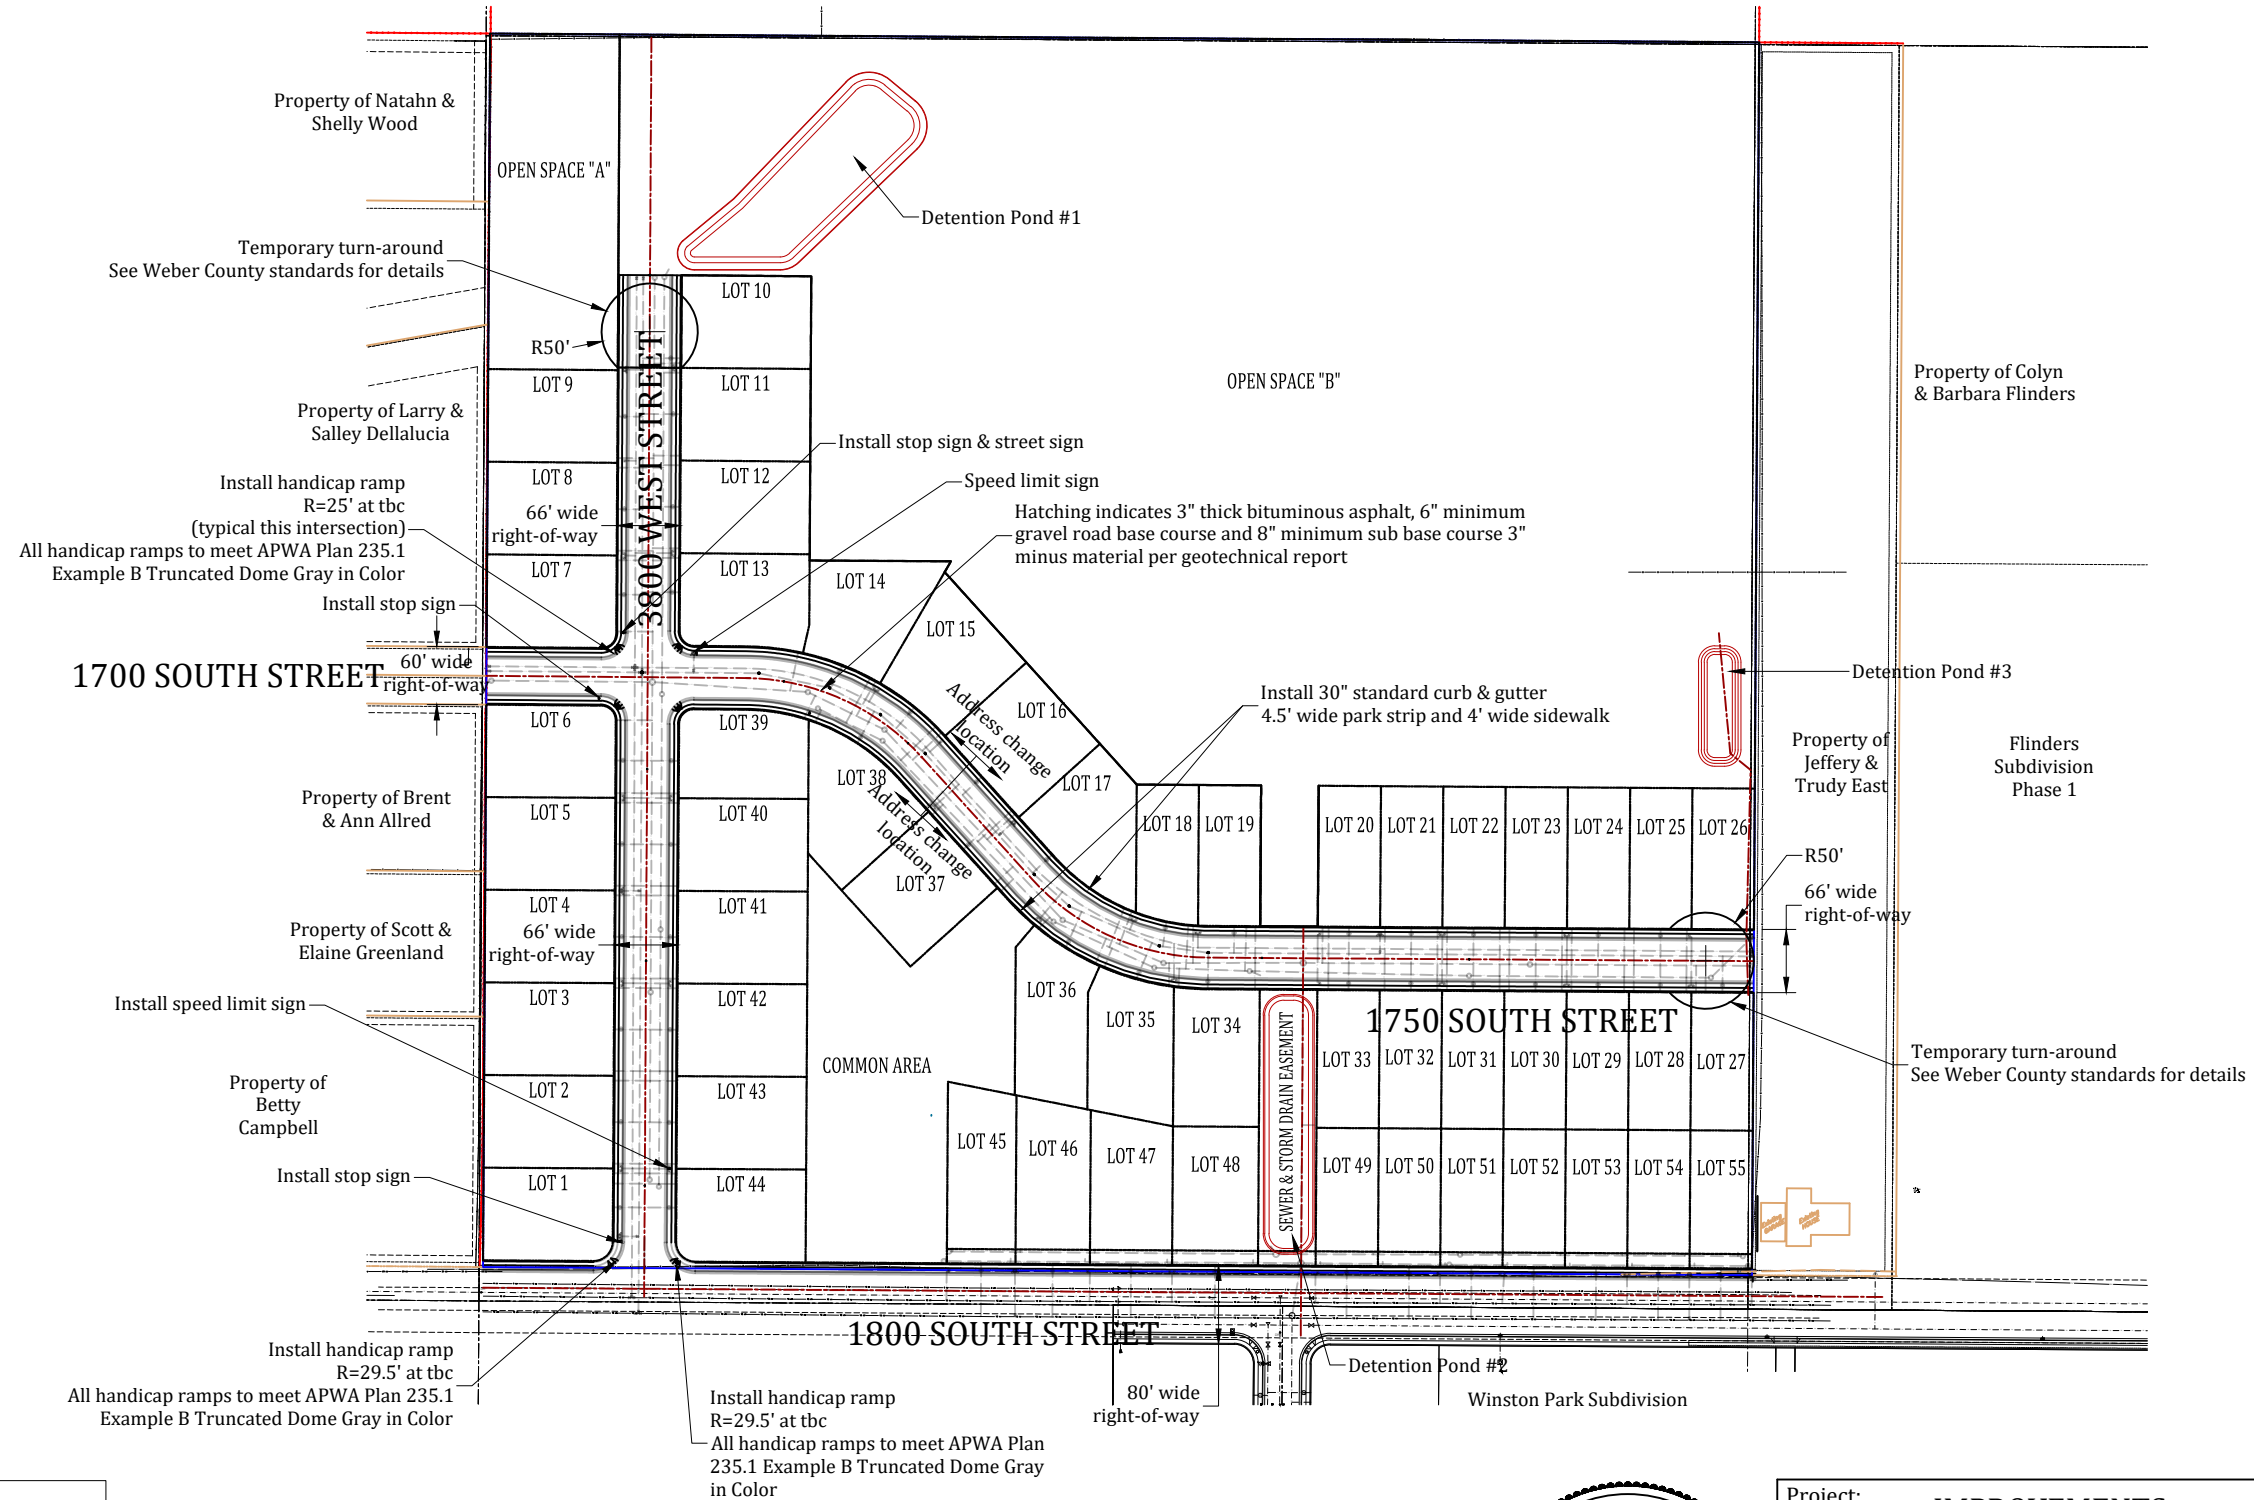 Property of Natahn &
Shelly Wood
OPEN SPACE "A"
Detention Pond #1
Temporary turn-around
See Weber County standards for details
R50'
LOT 10
LOT 9
LOT 11
OPEN SPACE "B"
Property of Colyn
& Barbara Flinders
Property of Larry &
Salley Dellalucia
3800 WEST STREET
Install stop sign & street sign
LOT 8
LOT 12
Speed limit sign
Install handicap ramp
R=25' at tbc
(typical this intersection)
All handicap ramps to meet APWA Plan 235.1
Example B Truncated Dome Gray in Color
66' wide
right-of-way
Hatching indicates 3" thick bituminous asphalt, 6" minimum
gravel road base course and 8" minimum sub base course 3"
minus material per geotechnical report
LOT 7
LOT 13
LOT 14
Install stop sign
LOT 15
1700 SOUTH STREET
60' wide
right-of-way
Detention Pond #3
Address change
location
LOT 16
Install 30" standard curb & gutter
4.5' wide park strip and 4' wide sidewalk
LOT 6
LOT 39
Property of
Jeffery &
Trudy East
Flinders
Subdivision
Phase 1
LOT 38
LOT 17
Address change
location
Property of Brent
& Ann Allred
LOT 5
LOT 40
LOT 18
LOT 19
LOT 20
LOT 21
LOT 22
LOT 23
LOT 24
LOT 25
LOT 26
R50'
LOT 37
66' wide
right-of-way
LOT 4
LOT 41
66' wide
right-of-way
Property of Scott &
Elaine Greenland
Install speed limit sign
LOT 3
LOT 42
LOT 36
LOT 35
LOT 34
1750 SOUTH STREET
COMMON AREA
SEWER & STORM DRAIN EASEMENT
LOT 33
LOT 32
LOT 31
LOT 30
LOT 29
LOT 28
LOT 27
Temporary turn-around
See Weber County standards for details
Property of
Betty
Campbell
LOT 2
LOT 43
LOT 45
LOT 46
LOT 47
LOT 48
LOT 49
LOT 50
LOT 51
LOT 52
LOT 53
LOT 54
LOT 55
Install stop sign
LOT 1
LOT 44
Existing
HOUSE
1800 SOUTH STREET
Install handicap ramp
R=29.5' at tbc
All handicap ramps to meet APWA Plan 235.1
Example B Truncated Dome Gray in Color
Detention Pond #2
80' wide
right-of-way
Winston Park Subdivision
Install handicap ramp
R=29.5' at tbc
All handicap ramps to meet APWA Plan
235.1 Example B Truncated Dome Gray
in Color
Project: